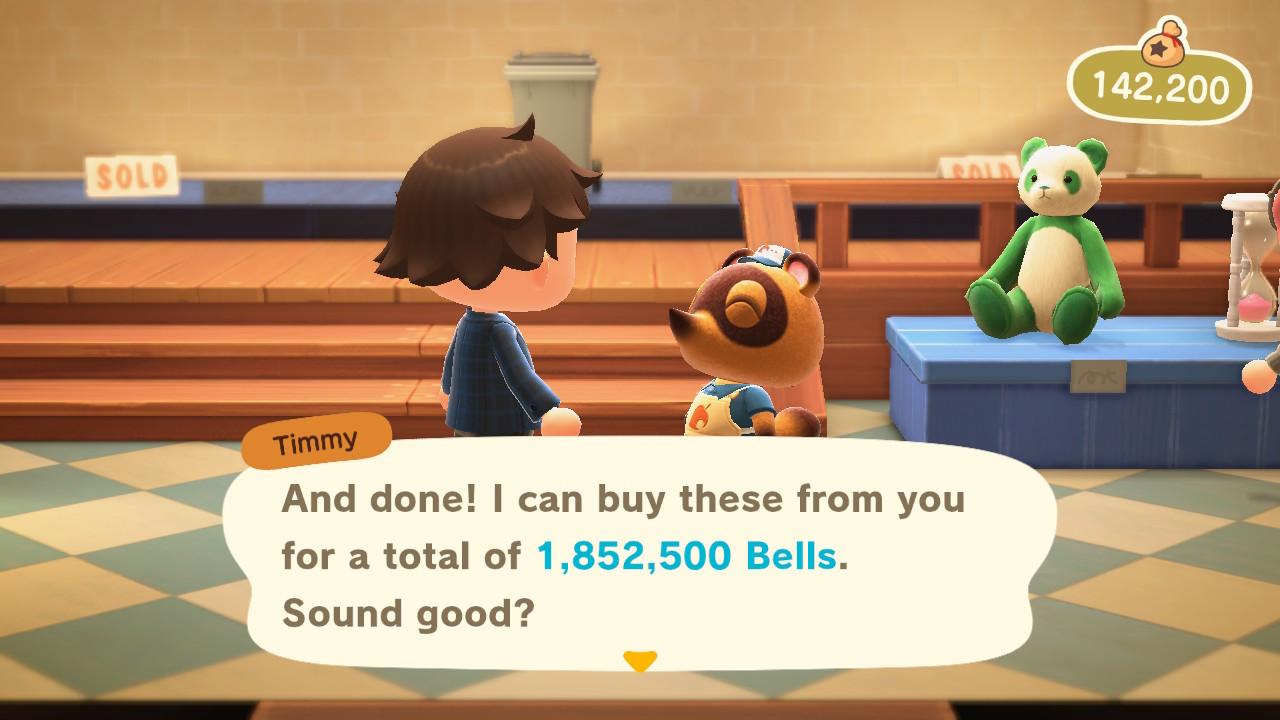 142,200
SOLD
SOLD
Timmy
And done! I can buy these from you
for a total of 1,852,500 Bells.
Sound good?